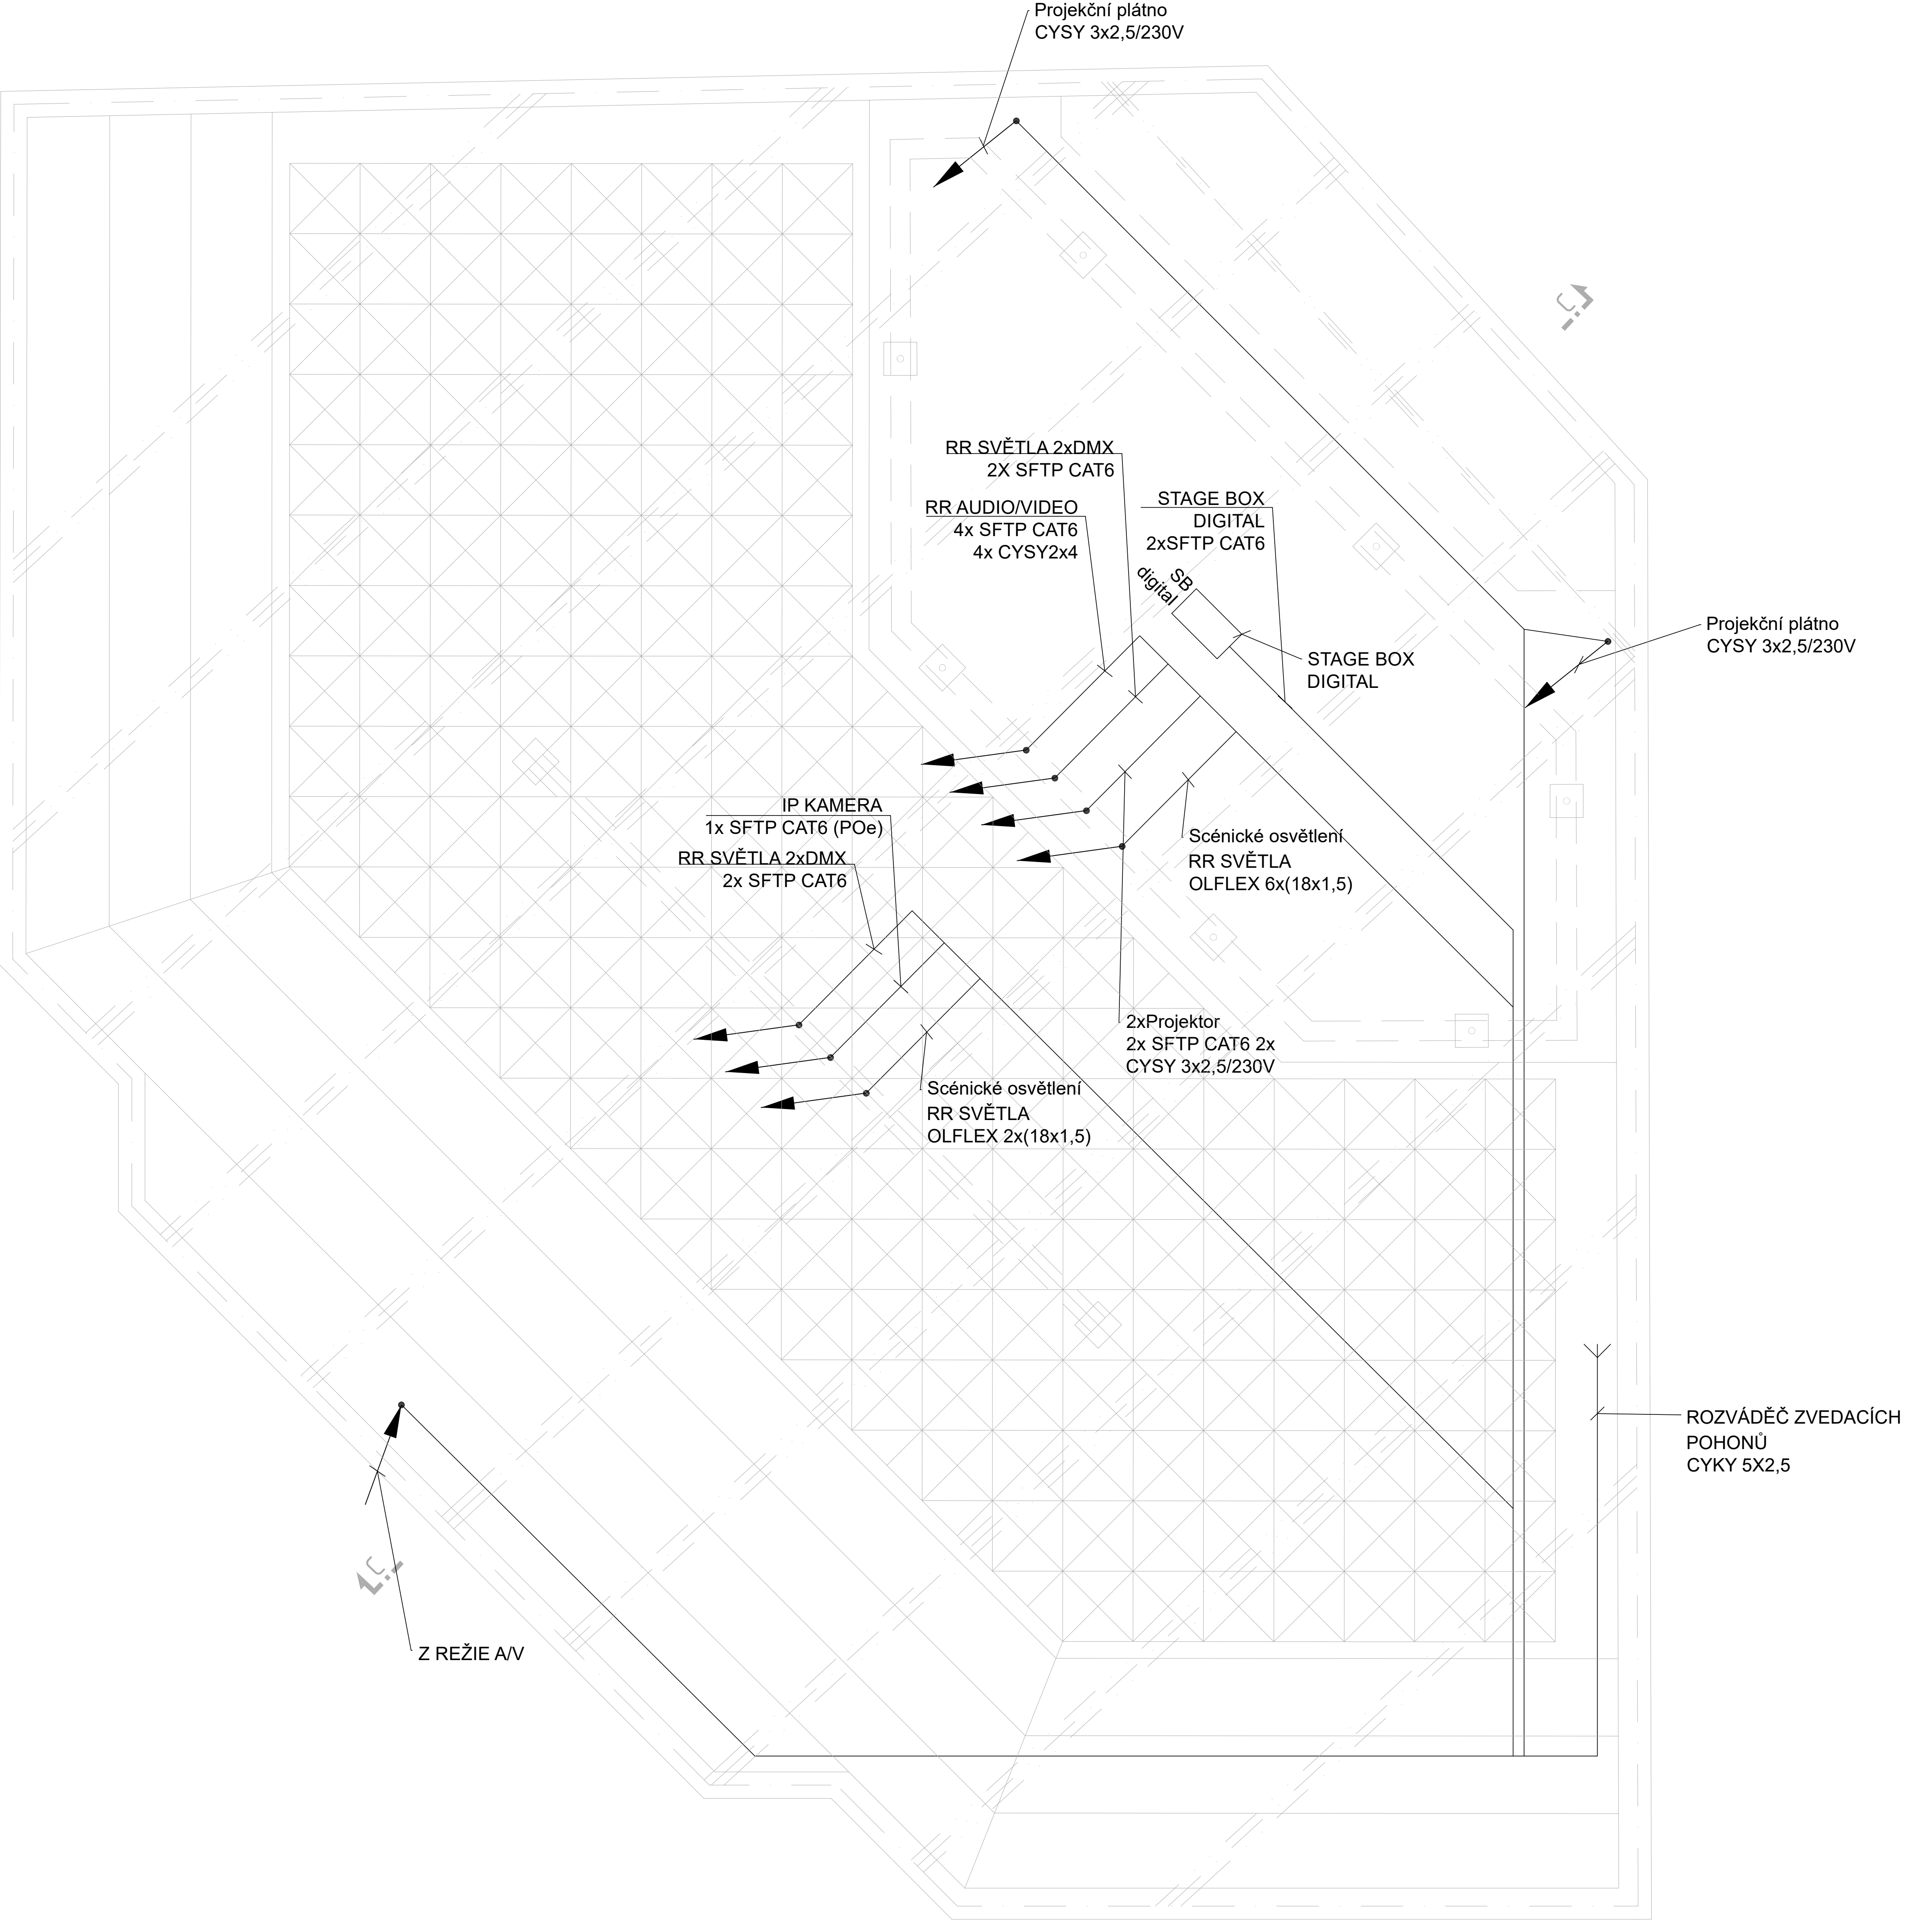 Projekční plátno
CYSY 3x2,5/230V
RR SVĚTLA 2xDMX
2X SFTP CAT6
RR AUDIO/VIDEO
4x SFTP CAT6
4x CYSY2x4
STAGE BOX
DIGITAL
2xSFTP CAT6
SB
digital
STAGE BOX
DIGITAL
Projekční plátno
CYSY 3x2,5/230V
IP KAMERA
1x SFTP CAT6 (POe)
RR SVĚTLA 2xDMX
2x SFTP CAT6
Scénické osvětlení
RR SVĚTLA
OLFLEX 6x(18x1,5)
2xProjektor
2x SFTP CAT6 2x
CYSY 3x2,5/230V
Scénické osvětlení
RR SVĚTLA
OLFLEX 2x(18x1,5)
ROZVÁDĚČ ZVEDACÍCH
POHONŮ
CYKY 5X2,5
Z REŽIE A/V
C
C